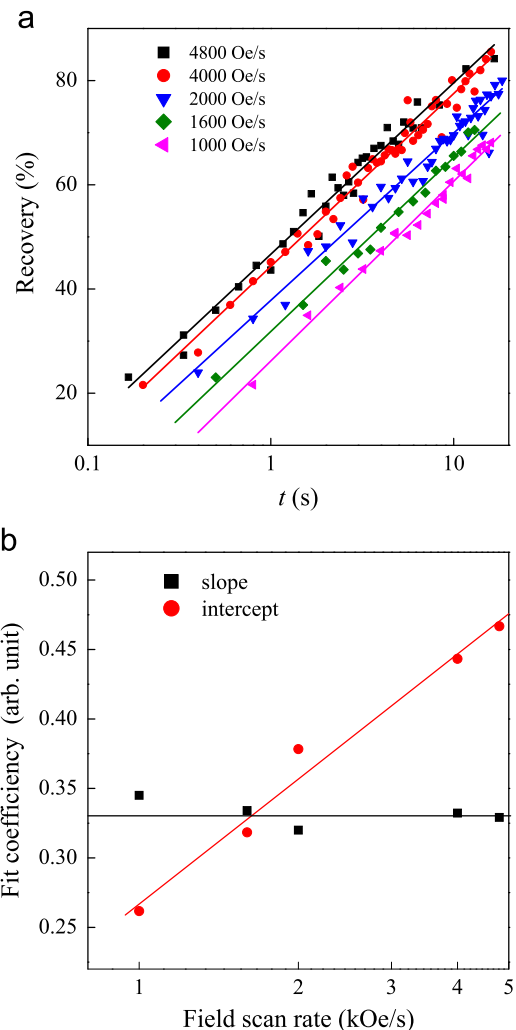 a
4800 Oe/s
4000 Oe/s
2000 Oe/s
1600 Oe/s
1000 Oe/s
80
60
40
20
Recovery (%)
0.1 1 10
t (s)
b
slope
intercept
0.50
0.45
0.40
0.35
0.30
0.25
Fit coefficiency (arb. unit)
1 2 3 4 5
Field scan rate (kOe/s)